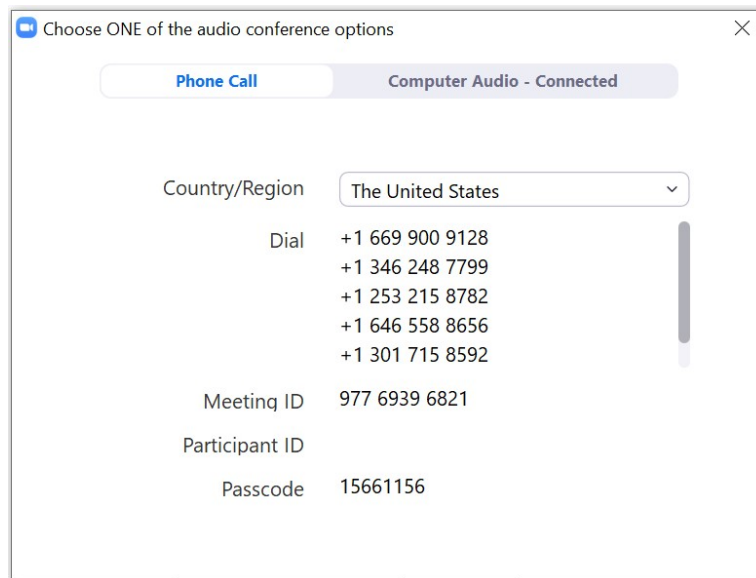 Choose ONE of the audio conference options
Phone Call Computer Audio - Connected
Country/Region The United States
Dial +1 669 900 9128
+1 346 248 7799
+1 253 215 8782
+1 646 558 8656
+1 301 715 8592
Meeting ID 977 6939 6821
Participant ID
Passcode 15661156